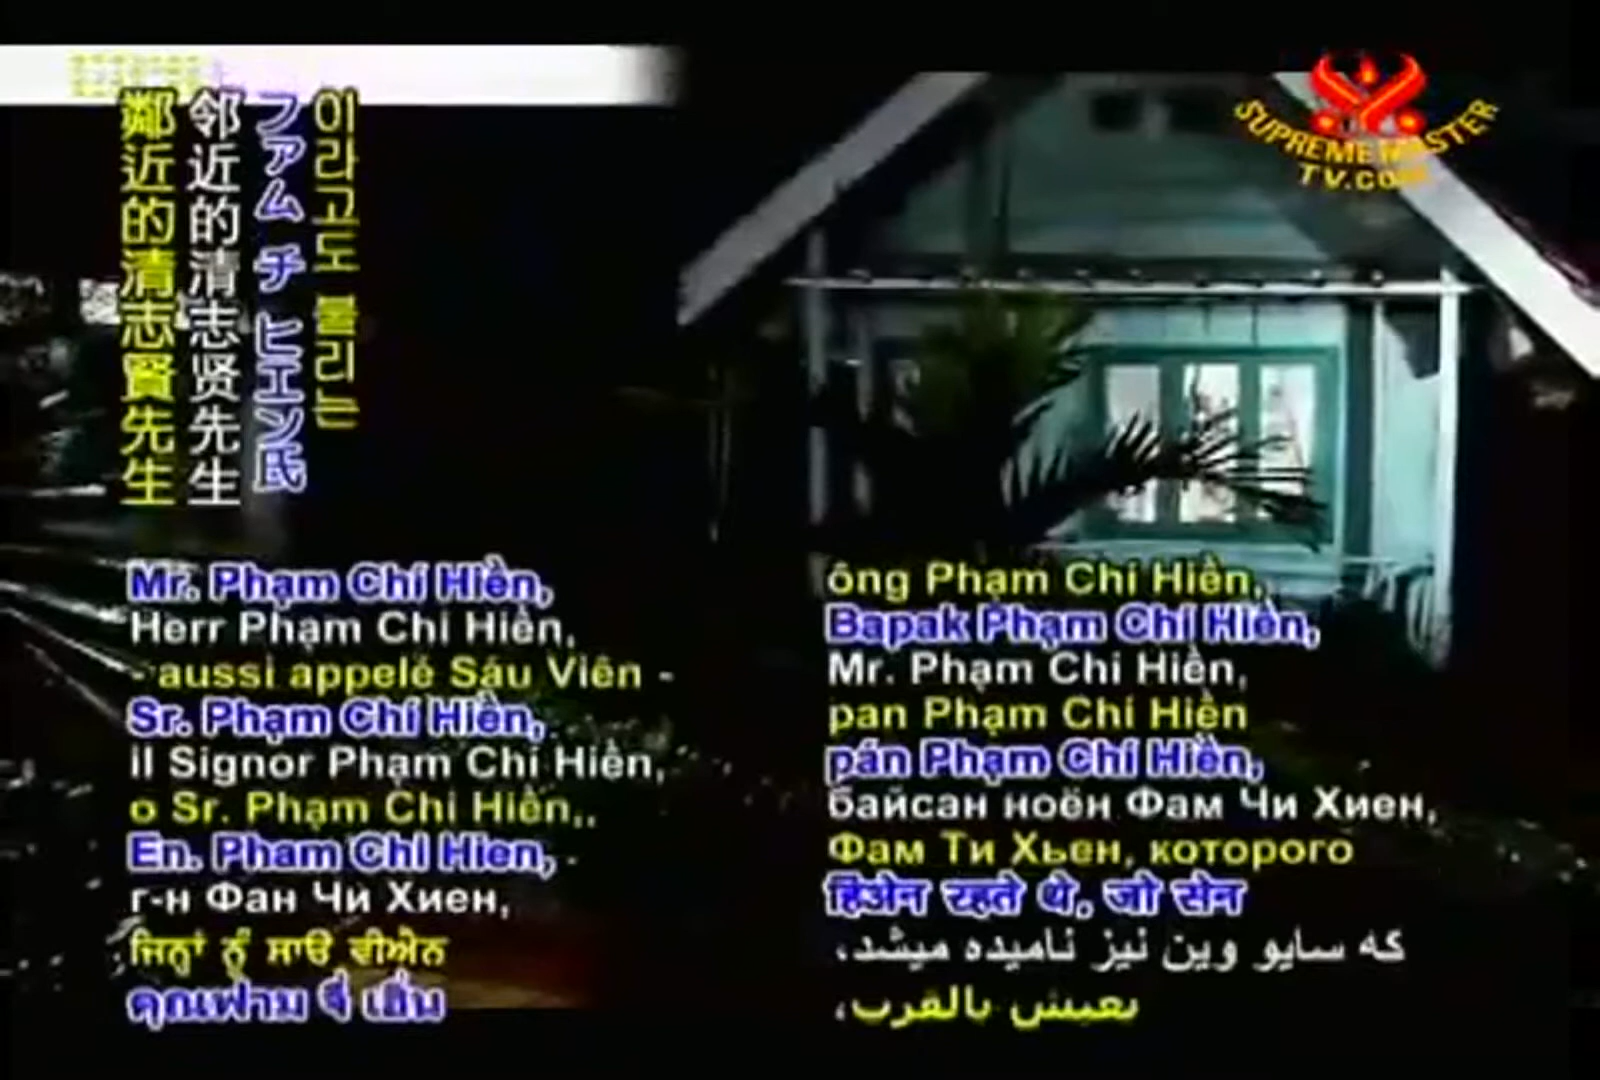 鄰近的清志賢先生
邻近的清志贤先生
ファム チ ヒエン氏
이라고도 불리는
SUPREME MASTER
TV.COM
Mr. Phạm Chí Hiền,
Herr Phạm Chí Hiền,
- aussi appelé Sáu Viên -
Sr. Phạm Chí Hiền,
il Signor Phạm Chí Hiền,
o Sr. Phạm Chí Hiền,.
En. Pham Chi Hien,
г-н Фан Чи Хиен,
ਜਿਨ੍ਹਾਂ ਨੂੰ ਸਾਓ ਵੀਅੇਨ
คุณฟาม จี๋ เฮี่น
ông Phạm Chí Hiền,
Bapak Phạm Chí Hiền,
Mr. Phạm Chí Hiền,
pan Phạm Chí Hiền
pán Phạm Chí Hiền,
байсан ноён Фам Чи Хиен,
Фам Ти Хьен, которого
हिअेन रहते थे, जो सेन
که سایو وین نیز نامیده میشد،
يعيش بالقرب،